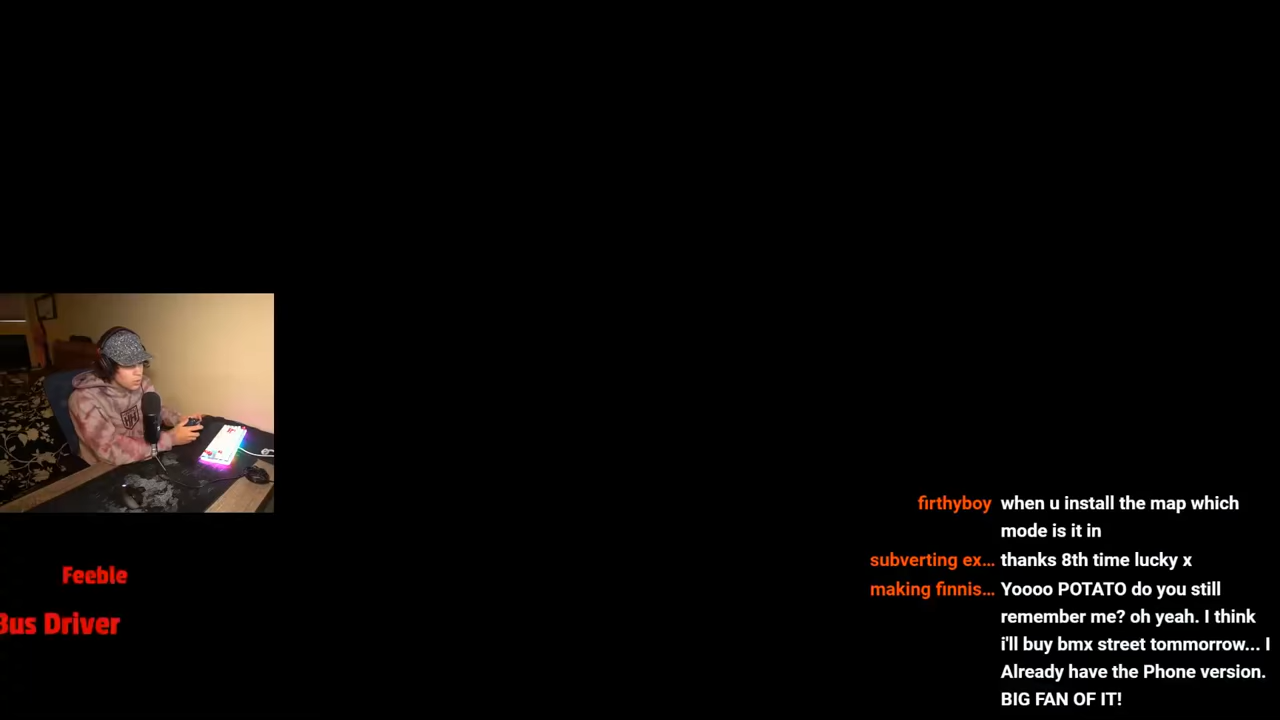 firthyboy when u install the map which
mode is it in
subverting ex... thanks 8th time lucky x
making finnis... Yoooo POTATO do you still
remember me? oh yeah. I think
i'll buy bmx street tommorrow... I
Already have the Phone version.
BIG FAN OF IT!
Feeble
Bus Driver